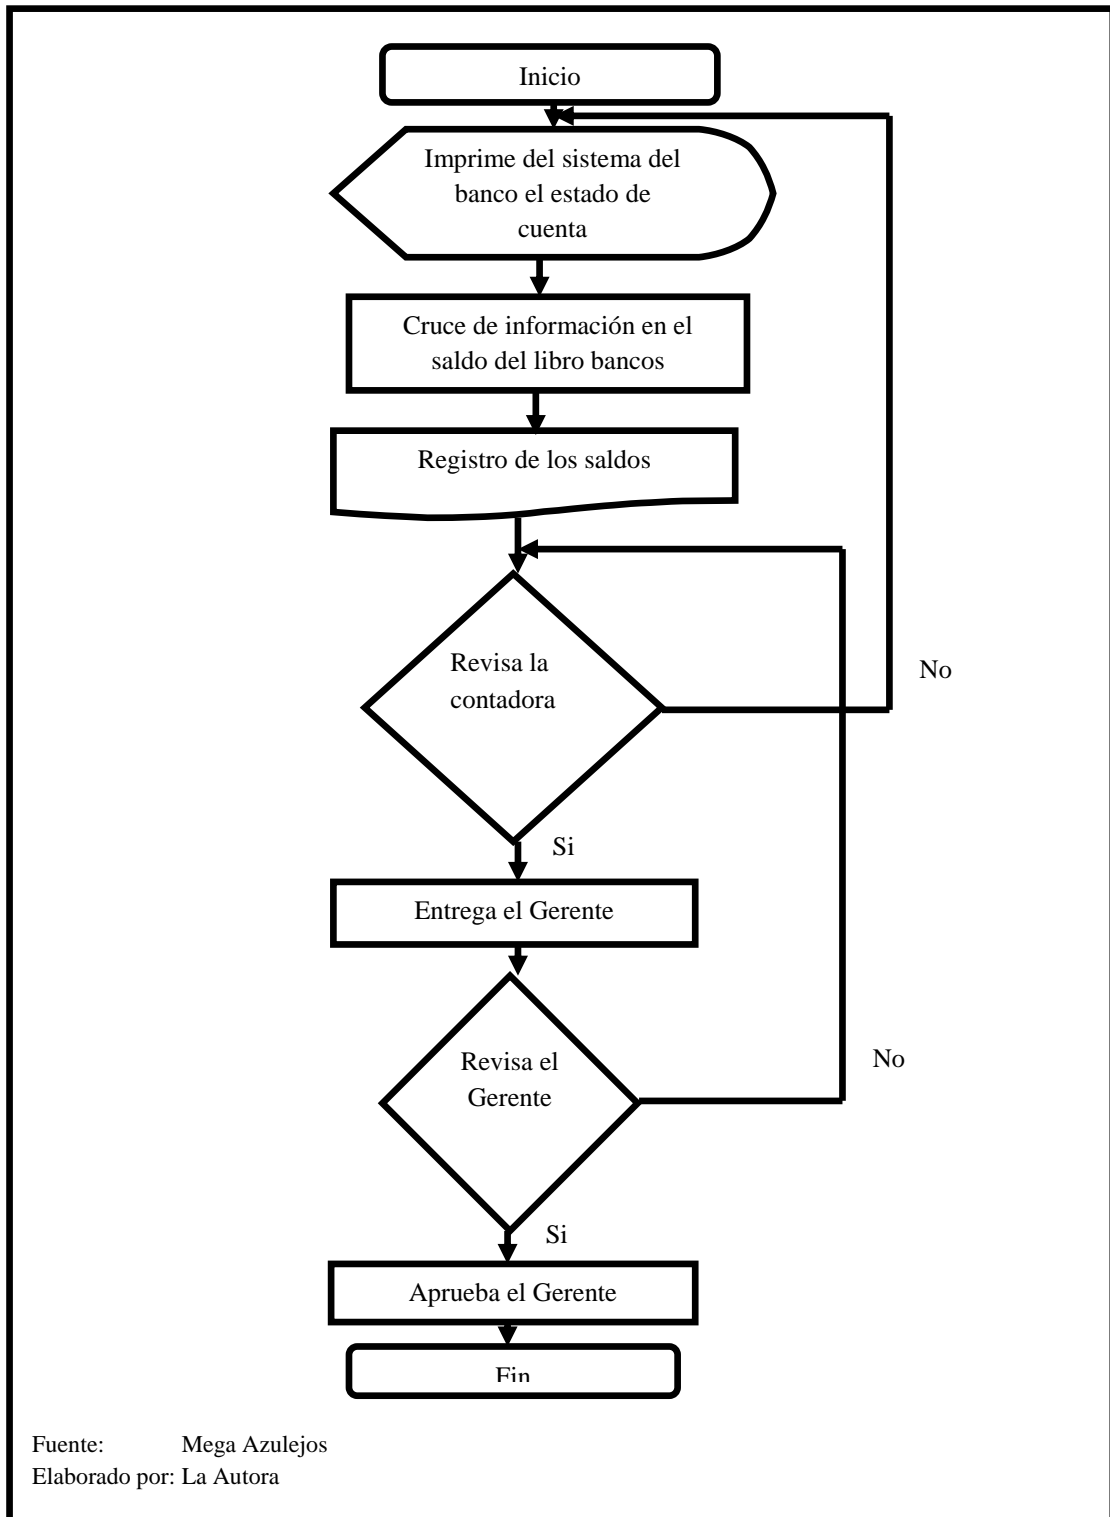 Inicio
Imprime del sistema del
banco el estado de
cuenta
Cruce de información en el
saldo del libro bancos
Registro de los saldos
Revisa la
contadora
No
Si
Entrega el Gerente
Revisa el
Gerente
No
Si
Aprueba el Gerente
Fin
Fuente: Mega Azulejos
Elaborado por: La Autora